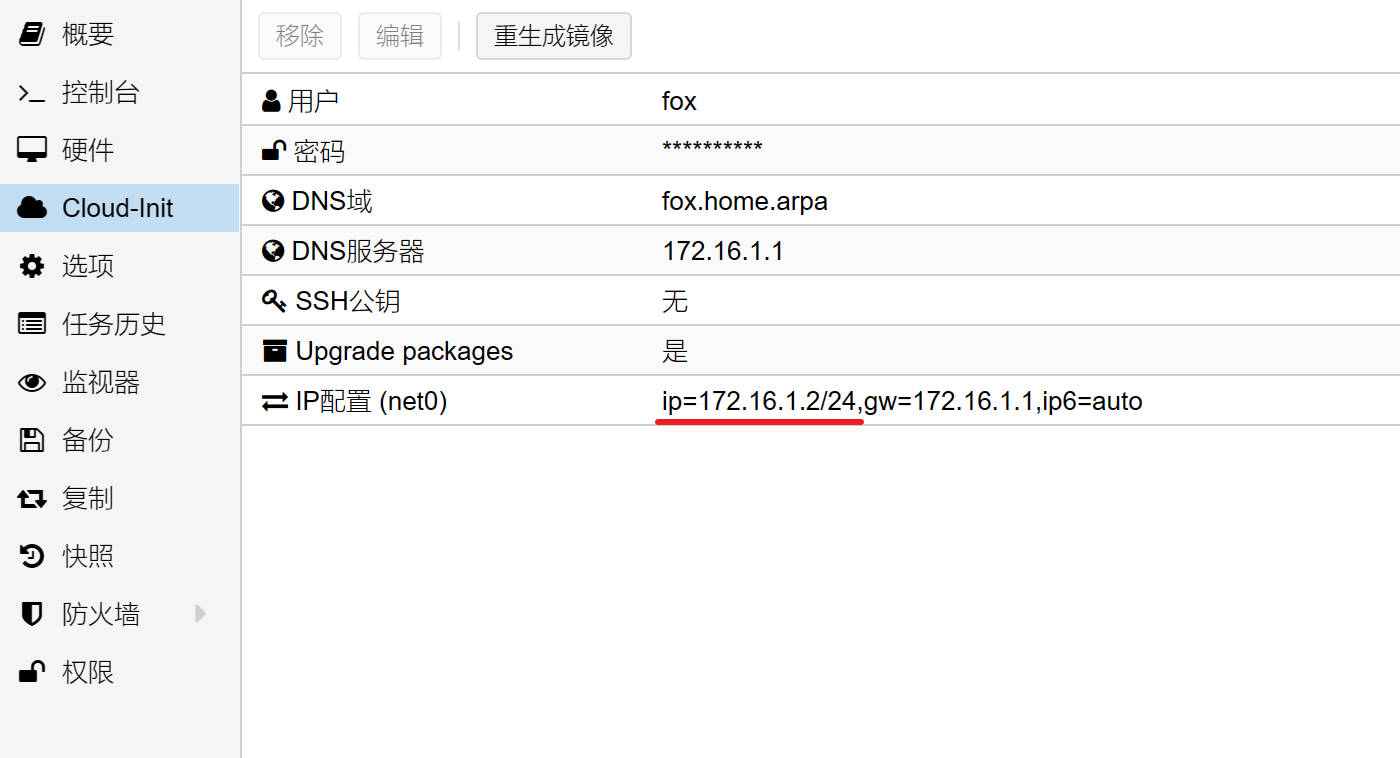 概要
控制台
硬件
Cloud-Init
选项
任务历史
监视器
备份
复制
快照
防火墙
权限
移除 编辑 重生成镜像
用户 fox
密码 **********
DNS域 fox.home.arpa
DNS服务器 172.16.1.1
SSH公钥 无
Upgrade packages 是
IP配置 (net0) ip=172.16.1.2/24,gw=172.16.1.1,ip6=auto